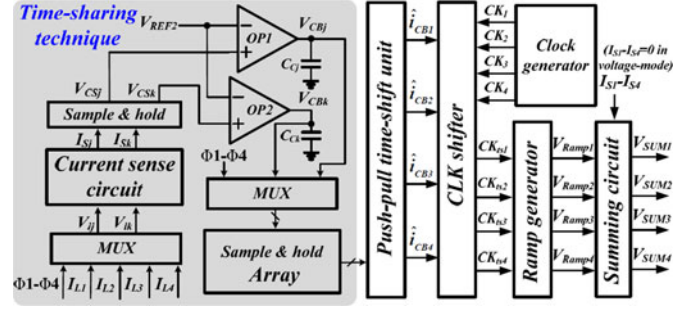 Time-sharing
technique
V_REF2
OP1
V_CBj
C_Cj
V_CSj
V_CSk
OP2
V_CBk
C_Ck
Sample & hold
I_Sj
I_Sk
Current sense
circuit
V_lj
V_lk
MUX
Φ1-Φ4
I_L1
I_L2
I_L3
I_L4
Φ1-Φ4
MUX
Sample & hold
Array
Push-pull time-shift unit
î_CB1
î_CB2
î_CB3
î_CB4
CLK shifter
CK_1
CK_2
CK_3
CK_4
Clock
generator
(I_S1-I_S4=0 in
voltage-mode)
I_S1-I_S4
CK_ts1
CK_ts2
CK_ts3
CK_ts4
Ramp generator
V_Ramp1
V_Ramp2
V_Ramp3
V_Ramp4
Summing circuit
V_SUM1
V_SUM2
V_SUM3
V_SUM4